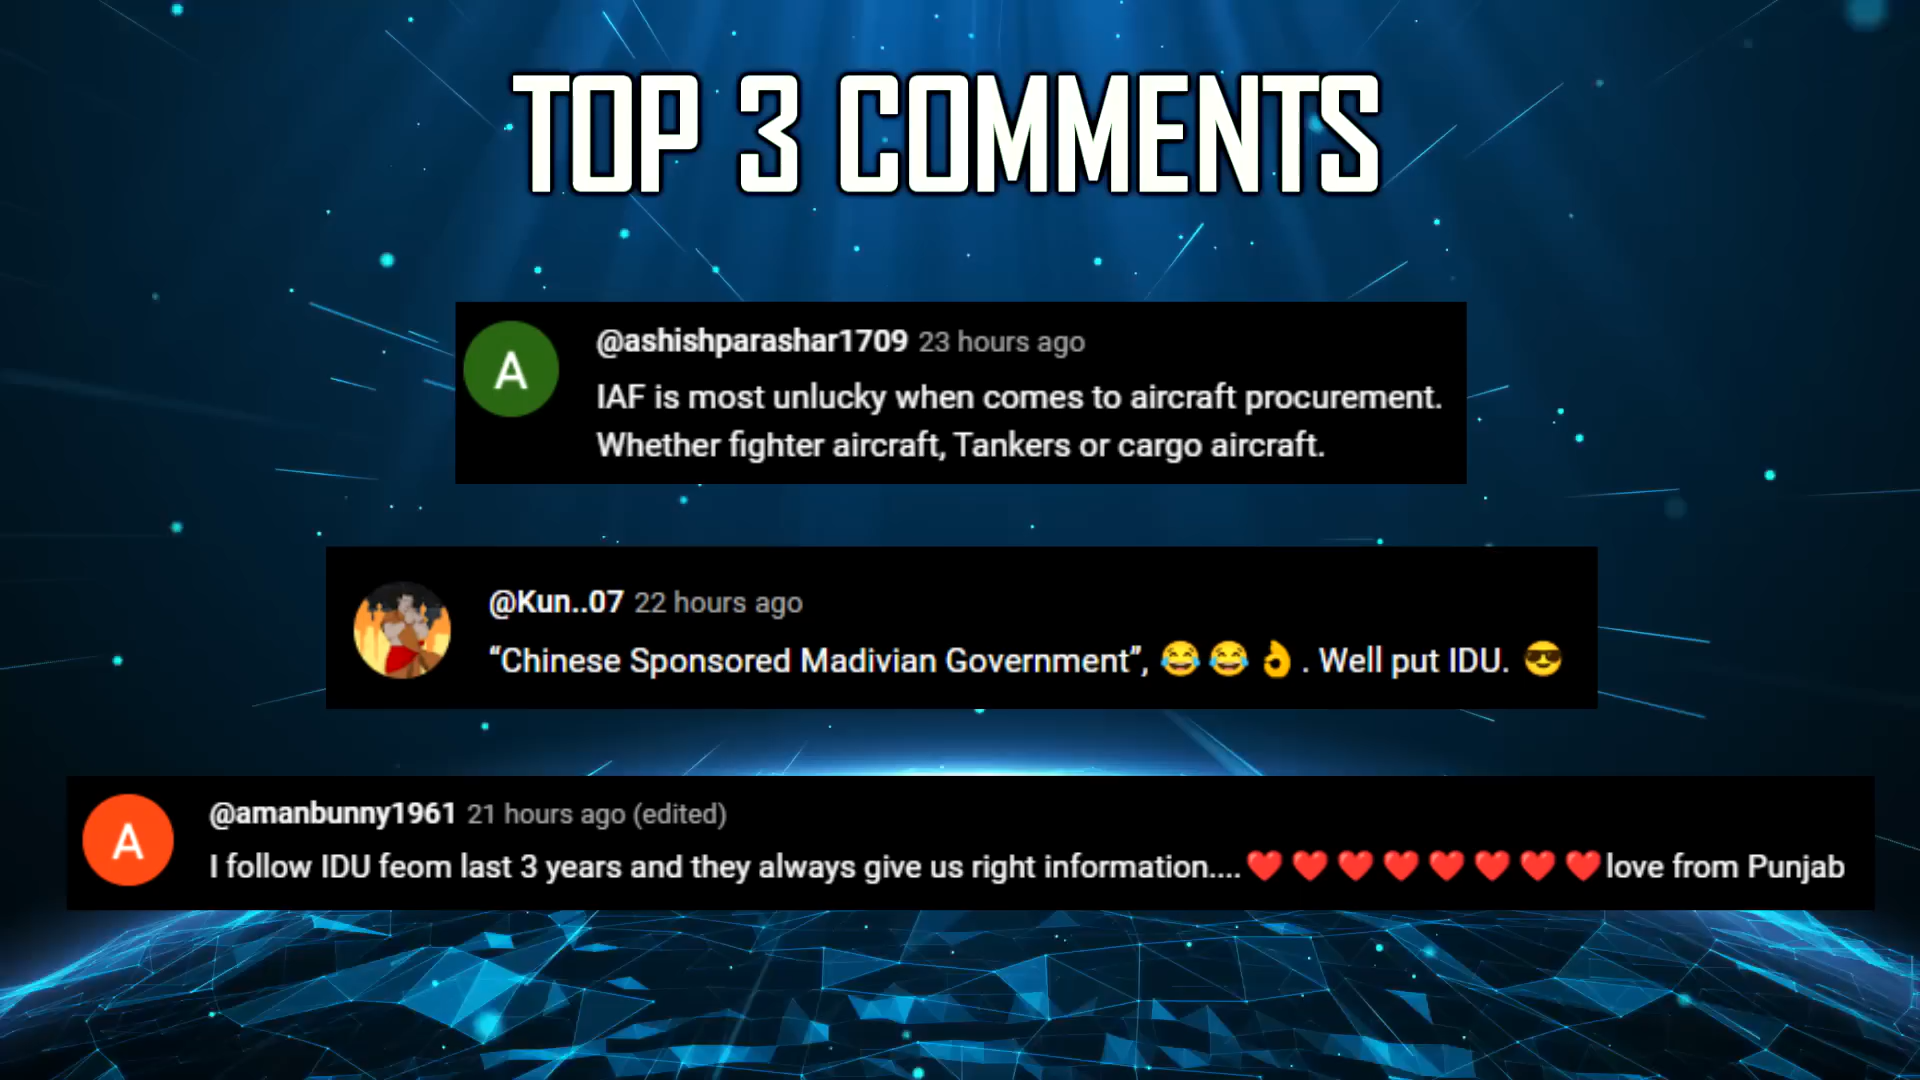 TOP 3 COMMENTS
A
@ashishparashar1709 23 hours ago
IAF is most unlucky when comes to aircraft procurement.
Whether fighter aircraft, Tankers or cargo aircraft.
@Kun..07 22 hours ago
“Chinese Sponsored Madivian Government”, 😂😂👌. Well put IDU. 😎
A
@amanbunny1961 21 hours ago (edited)
I follow IDU feom last 3 years and they always give us right information....❤️❤️❤️❤️❤️❤️❤️❤️love from Punjab